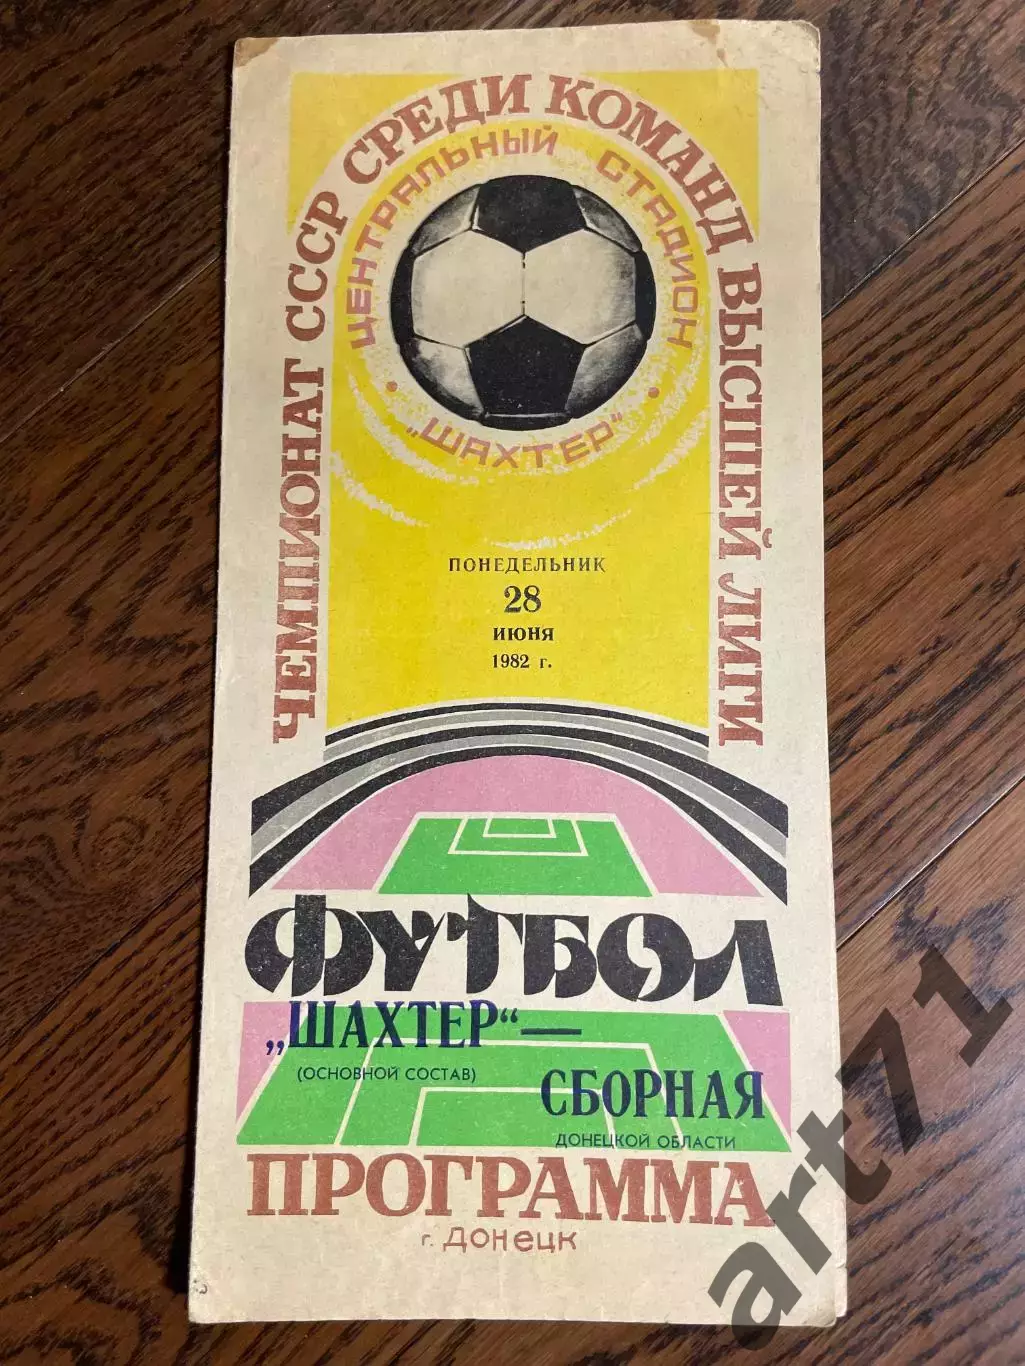 ЧЕМПИОНАТ СССР СРЕДИ КОМАНД ВЫСШЕЙ ЛИГИ
ЦЕНТРАЛЬНЫЙ СТАДИОН
• „ШАХТЕР" •
ПОНЕДЕЛЬНИК
28
ИЮНЯ
1982 г.
ФУТБОЛ
„ШАХТЕР“—
(ОСНОВНОЙ СОСТАВ)
СБОРНАЯ
ДОНЕЦКОЙ ОБЛАСТИ
ПРОГРАММА
г. ДОНЕЦК
art71